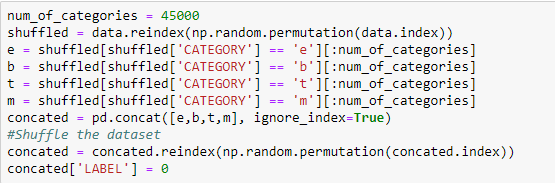 num_of_categories = 45000
shuffled = data.reindex(np.random.permutation(data.index))
e = shuffled[shuffled['CATEGORY'] == 'e'][:num_of_categories]
b = shuffled[shuffled['CATEGORY'] == 'b'][:num_of_categories]
t = shuffled[shuffled['CATEGORY'] == 't'][:num_of_categories]
m = shuffled[shuffled['CATEGORY'] == 'm'][:num_of_categories]
concated = pd.concat([e,b,t,m], ignore_index=True)
#Shuffle the dataset
concated = concated.reindex(np.random.permutation(concated.index))
concated['LABEL'] = 0